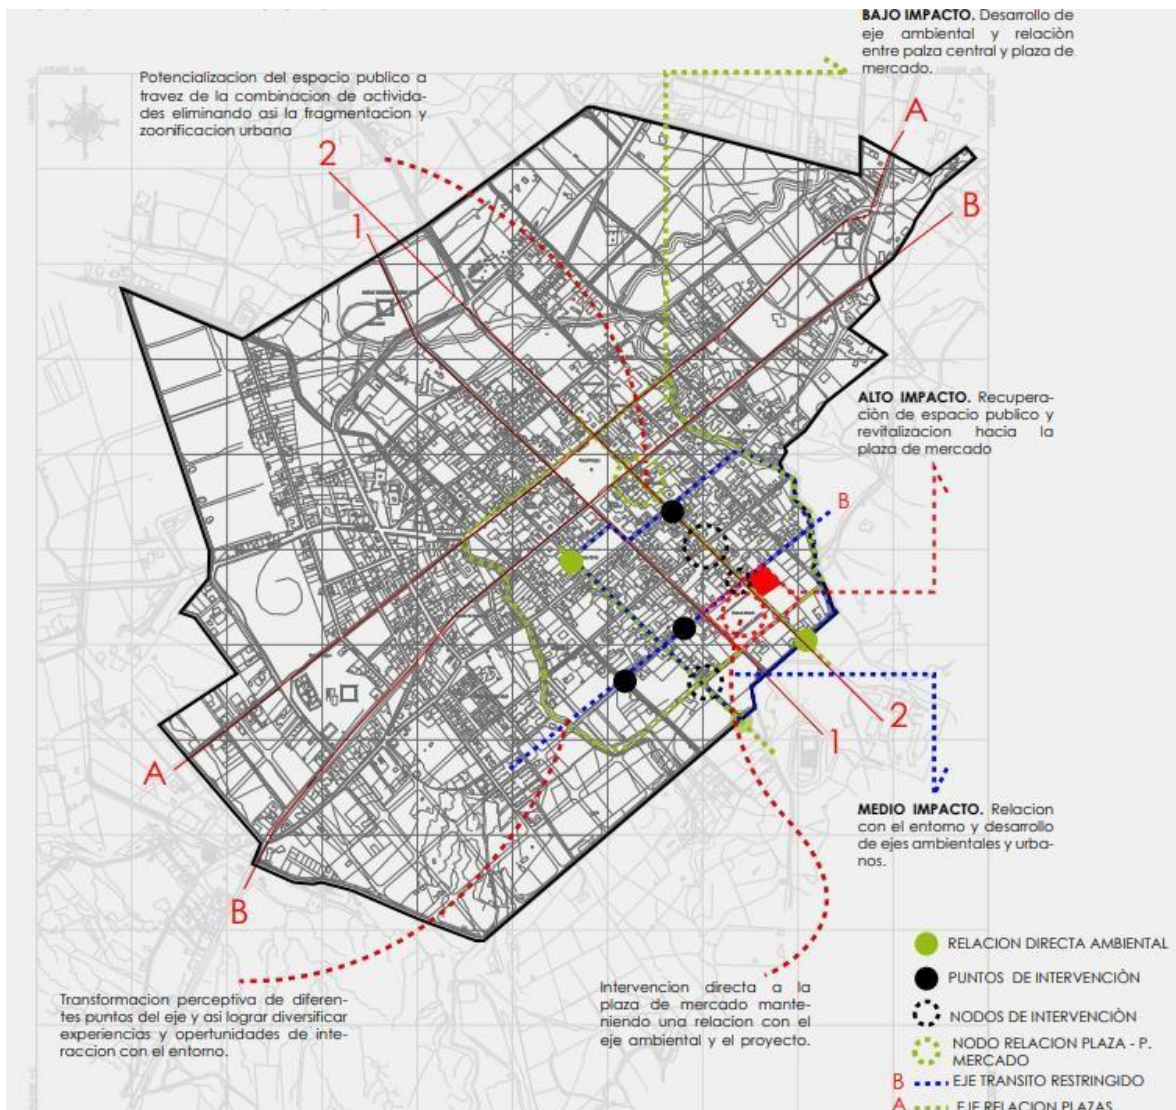 BAJO IMPACTO. Desarrollo de
eje ambiental y relaciòn
entre palza central y plaza de
mercado.
Potencializacion del espacio publico a
travez de la combinacion de activida-
des eliminando asi la fragmentacion y
zoonificacion urbana
A
2
B
1
ALTO IMPACTO. Recupera-
ciòn de espacio publico y
revitalizacion hacia la
plaza de mercado
B
2
1
A
MEDIO IMPACTO. Relacion
con el entorno y desarrollo
de ejes ambientales y urba-
nos.
B
Transformacion perceptiva de diferen-
tes puntos del eje y asi lograr diversificar
experiencias y opertunidades de inte-
raccion con el entorno.
Intervencion directa a la
plaza de mercado mante-
niendo una relacion con el
eje ambiental y el proyecto.
RELACION DIRECTA AMBIENTAL
PUNTOS DE INTERVENCIÒN
NODOS DE INTERVENCIÒN
NODO RELACION PLAZA - P.
MERCADO
B EJE TRANSITO RESTRINGIDO
A EJE RELACION PLAZAS